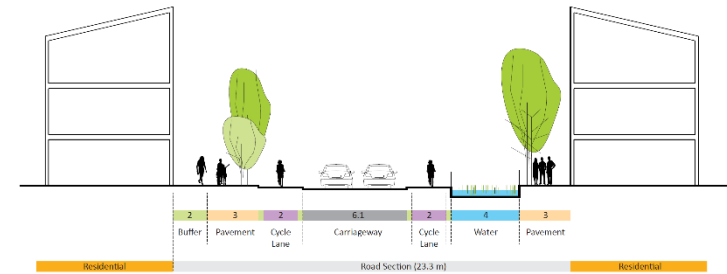 2 3 2 6.1 2 4 3
Buffer Pavement Cycle Lane Carriageway Cycle Lane Water Pavement
Residential Road Section (23.3 m) Residential